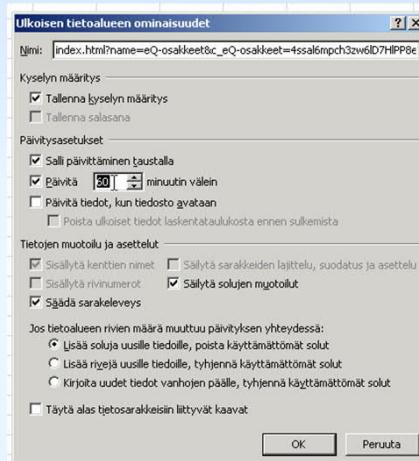 Ulkoisen tietoalueen ominaisuudet
Nimi: index.html?name=eQ-osakkeet&c_eQ-osakkeet=4ssal6mpch3zw6lD7HlPP8e
Kyselyn määritys
Tallenna kyselyn määritys
Tallenna salasana
Päivitysasetukset
Salli päivittäminen taustalla
Päivitä 60 minuutin välein
Päivitä tiedot, kun tiedosto avataan
Poista ulkoiset tiedot laskentataulukosta ennen sulkemista
Tietojen muotoilu ja asettelut
Sisällytä kenttien nimet Säilytä sarakkeiden lajittelu, suodatus ja asettelu
Sisällytä rivinumerot Säilytä solujen muotoilut
Säädä sarakeleveys
Jos tietoalueen rivien määrä muuttuu päivityksen yhteydessä:
Lisää soluja uusille tiedoille, poista käyttämättömät solut
Lisää rivejä uusille tiedoille, tyhjennä käyttämättömät solut
Kirjoita uudet tiedot vanhojen päälle, tyhjennä käyttämättömät solut
Täytä alas tietosarakkeisiin liittyvät kaavat
OK Peruuta